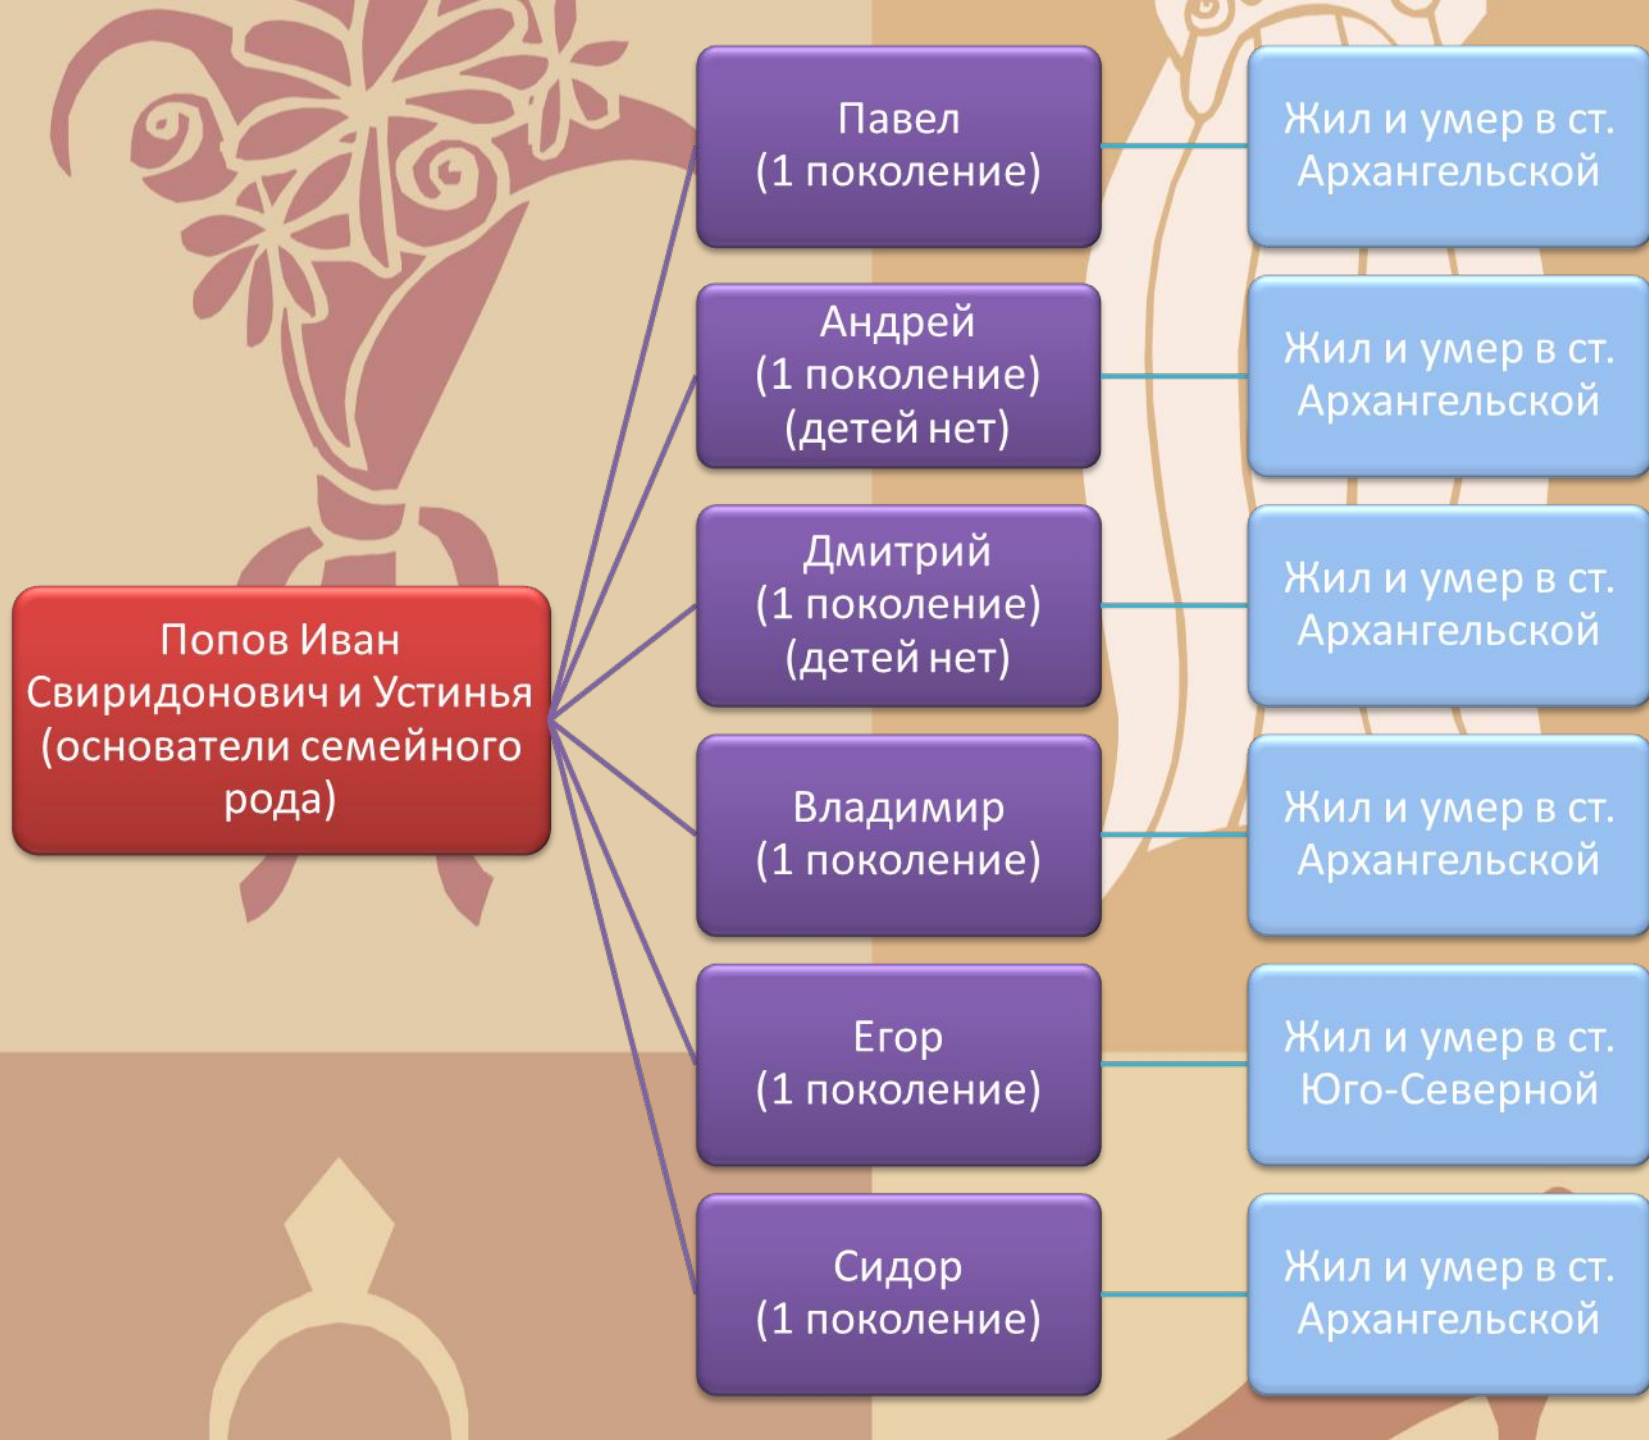 Попов Иван
Свиридонович и Устинья
(основатели семейного
рода)
Павел
(1 поколение)
Жил и умер в ст.
Архангельской
Андрей
(1 поколение)
(детей нет)
Жил и умер в ст.
Архангельской
Дмитрий
(1 поколение)
(детей нет)
Жил и умер в ст.
Архангельской
Владимир
(1 поколение)
Жил и умер в ст.
Архангельской
Егор
(1 поколение)
Жил и умер в ст.
Юго-Северной
Сидор
(1 поколение)
Жил и умер в ст.
Архангельской